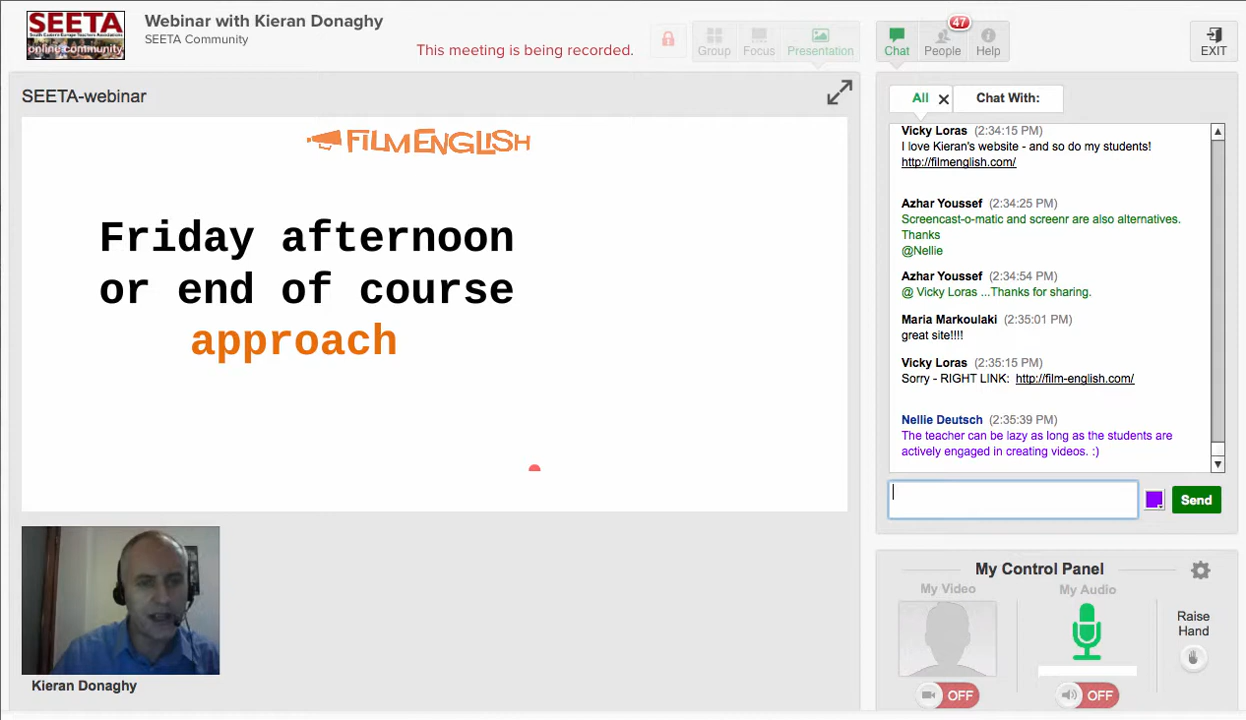 SEETA
South Eastern Europe Teachers Associations
online community
Webinar with Kieran Donaghy
SEETA Community
This meeting is being recorded.
Group
Focus
Presentation
Chat
47
People
Help
EXIT
SEETA-webinar
FILMENGLISH
Friday afternoon
or end of course
approach
Kieran Donaghy
All
Chat With:
Vicky Loras (2:34:15 PM)
I love Kieran's website - and so do my students!
http://filmenglish.com/
Azhar Youssef (2:34:25 PM)
Screencast-o-matic and screenr are also alternatives.
Thanks
@Nellie
Azhar Youssef (2:34:54 PM)
@ Vicky Loras ...Thanks for sharing.
Maria Markoulaki (2:35:01 PM)
great site!!!!
Vicky Loras (2:35:15 PM)
Sorry - RIGHT LINK: http://film-english.com/
Nellie Deutsch (2:35:39 PM)
The teacher can be lazy as long as the students are
actively engaged in creating videos. :)
Send
My Control Panel
My Video
OFF
My Audio
OFF
Raise
Hand